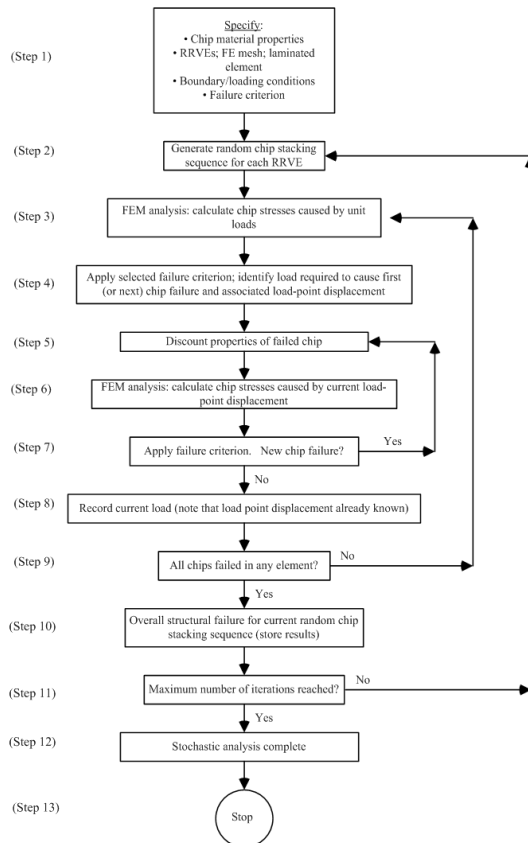 Specify:
• Chip material properties
(Step 1)
• RRVEs; FE mesh; laminated
element
• Boundary/loading conditions
• Failure criterion
(Step 2)
Generate random chip stacking
sequence for each RRVE
(Step 3)
FEM analysis: calculate chip stresses caused by unit
loads
(Step 4)
Apply selected failure criterion; identify load required to cause first
(or next) chip failure and associated load-point displacement
(Step 5)
Discount properties of failed chip
(Step 6)
FEM analysis: calculate chip stresses caused by current load-
point displacement
(Step 7)
Apply failure criterion. New chip failure?
Yes
No
(Step 8)
Record current load (note that load point displacement already known)
(Step 9)
All chips failed in any element?
No
Yes
(Step 10)
Overall structural failure for current random chip
stacking sequence (store results)
(Step 11)
Maximum number of iterations reached?
No
Yes
(Step 12)
Stochastic analysis complete
(Step 13)
Stop